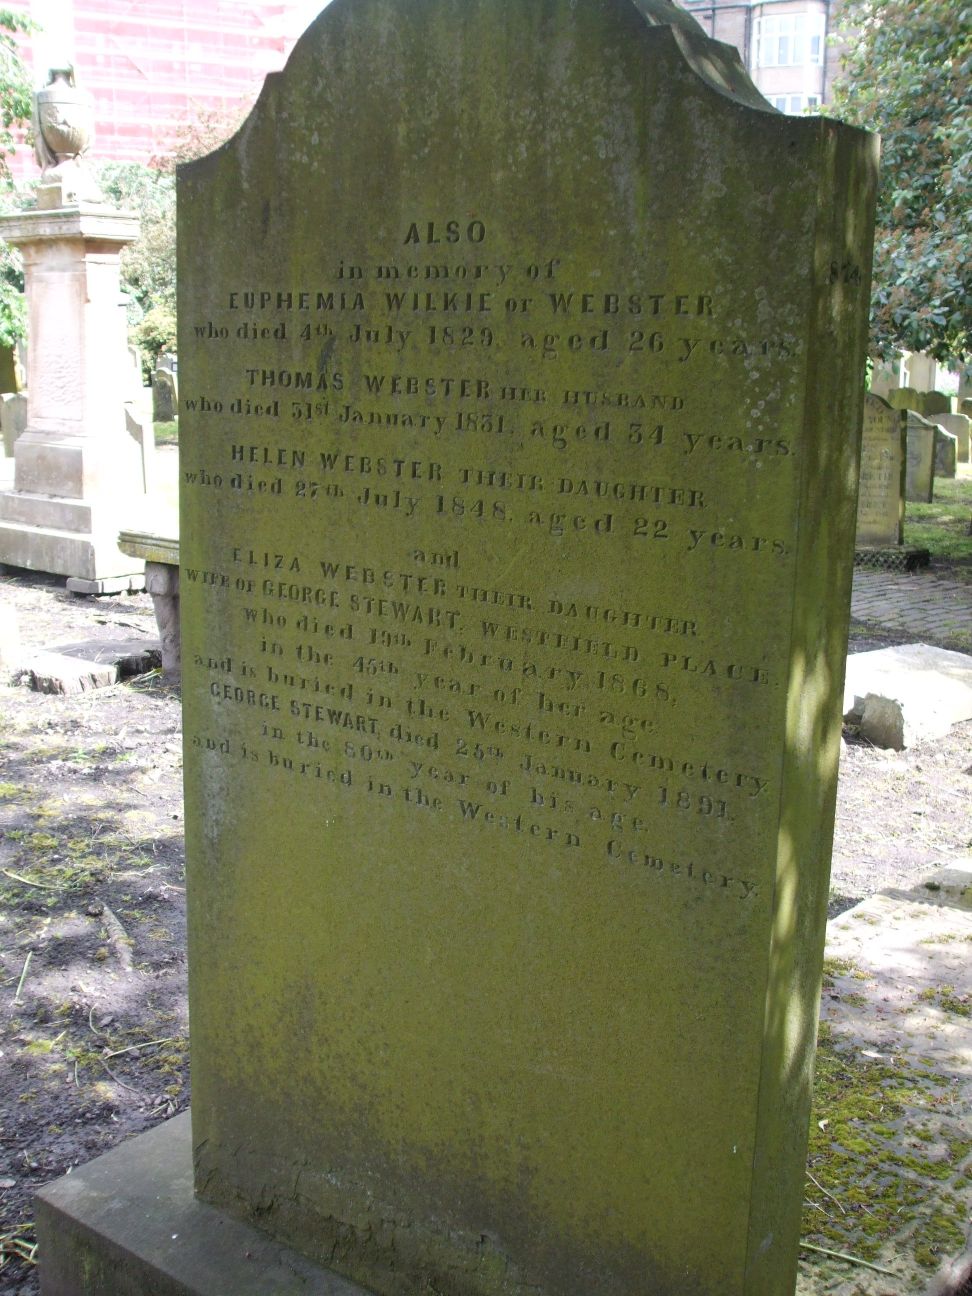 ALSO
in memory of
EUPHEMIA WILKIE or WEBSTER
who died 4th July 1829. aged 26 years.
THOMAS WEBSTER HER HUSBAND
who died 31st January 1831. aged 34 years.
HELEN WEBSTER THEIR DAUGHTER
who died 27th July 1848. aged 22 years.
and
ELIZA WEBSTER THEIR DAUGHTER,
WIFE OF GEORGE STEWART, WESTFIELD PLACE.
who died 19th February 1868,
in the 45th year of her age
and is buried in the Western Cemetery.
GEORGE STEWART, died 25th January 1891.
in the 80th year of his age,
and is buried in the Western Cemetery.
874